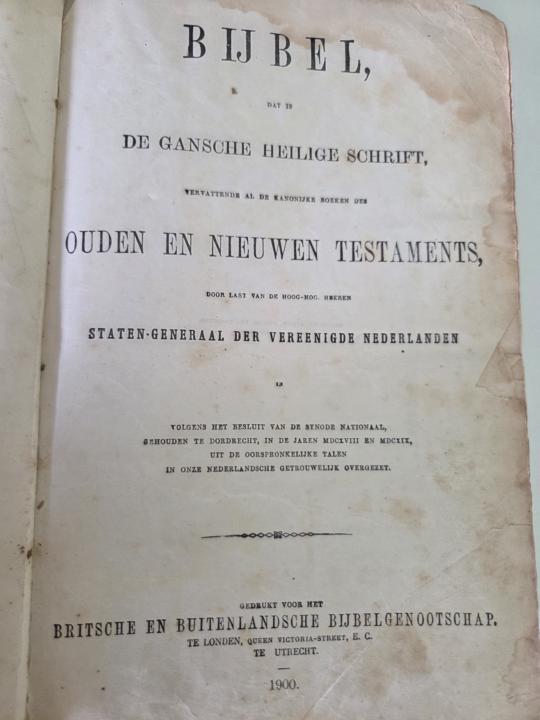 BIJBEL,
DAT IS
DE GANSCHE HEILIGE SCHRIFT,
VERVATTENDE AL DE KANONIJKE BOEKEN DES
OUDEN EN NIEUWEN TESTAMENTS,
DOOR LAST VAN DE HOOG-MOG. HEEREN
STATEN-GENERAAL DER VEREENIGDE NEDERLANDEN
EN
VOLGENS HET BESLUIT VAN DE SYNODE NATIONAAL,
GEHOUDEN TE DORDRECHT, IN DE JAREN MDCXVIII EN MDCXIX,
UIT DE OORSPRONKELIJKE TALEN
IN ONZE NEDERLANDSCHE GETROUWELIJK OVERGEZET.
GEDRUKT VOOR HET
BRITSCHE EN BUITENLANDSCHE BIJBELGENOOTSCHAP.
TE LONDEN, QUEEN VICTORIA-STREET, E. C.
TE UTRECHT.
1900.